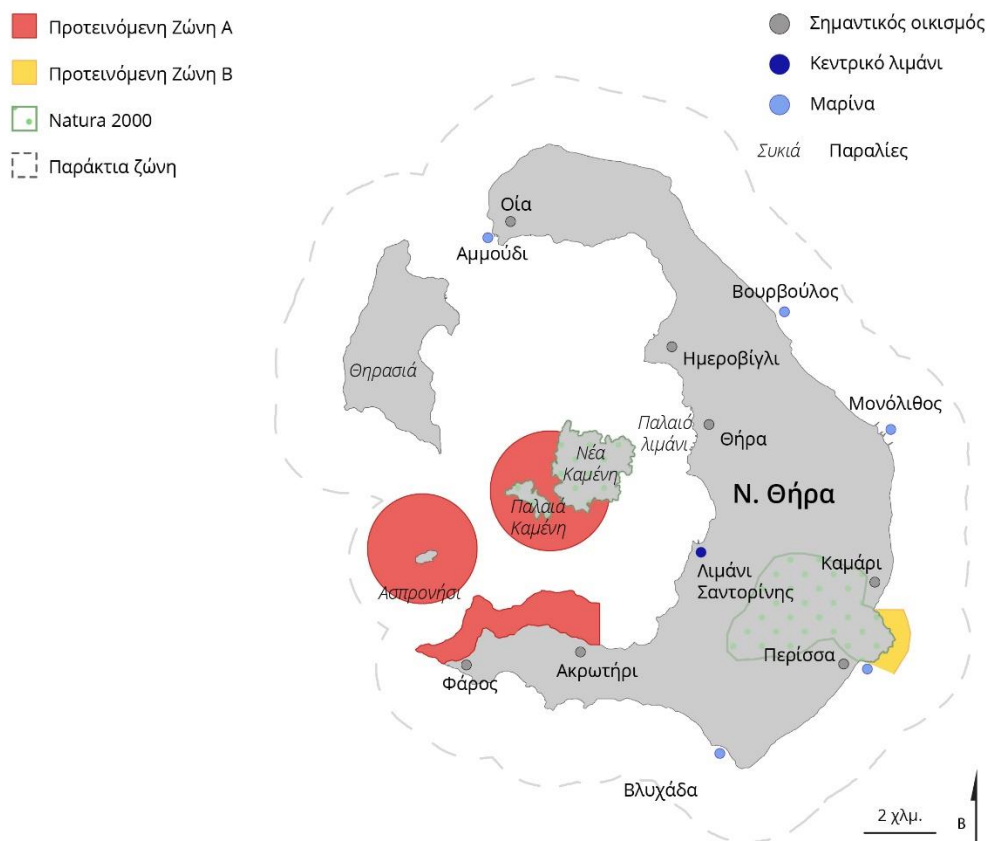 Προτεινόμενη Ζώνη Α
Προτεινόμενη Ζώνη Β
Natura 2000
Παράκτια ζώνη
Σημαντικός οικισμός
Κεντρικό λιμάνι
Μαρίνα
Συκιά Παραλίες
Οία
Αμμούδι
Βουρβούλος
Ημεροβίγλι
Θηρασιά
Μονόλιθος
Παλαιό
λιμάνι
Θήρα
Νέα
Καμένη
Ν. Θήρα
Παλαιά
Καμένη
Λιμάνι
Σαντορίνης
Καμάρι
Ασπρονήσι
Περίσσα
Ακρωτήρι
Φάρος
Βλυχάδα
2 χλμ.
Β